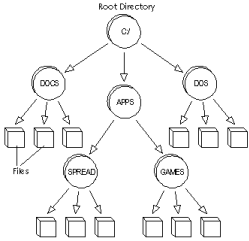 Root Directory
C:/
DOCS
DOS
APPS
Files
SPREAD
GAMES